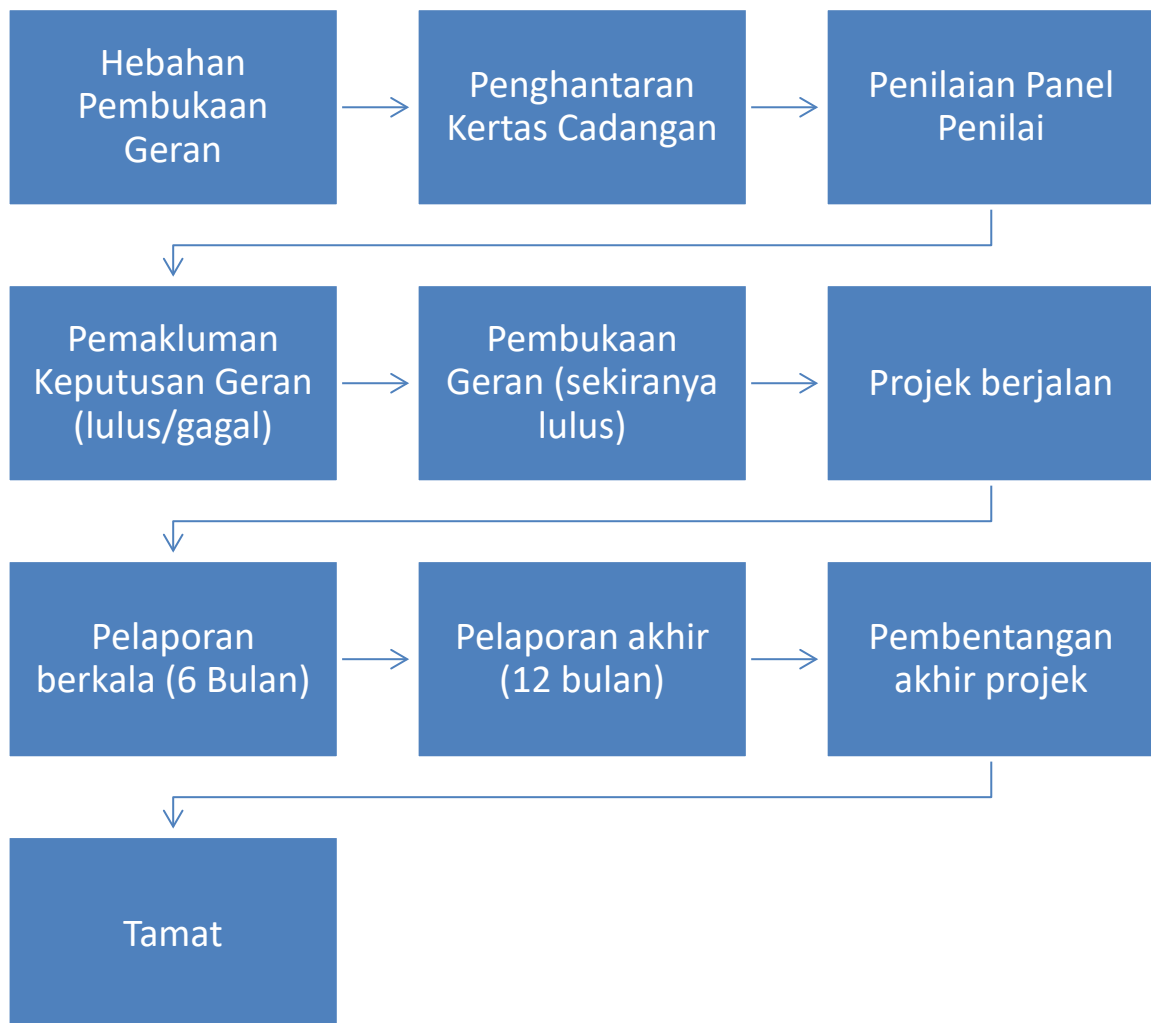 Hebahan
Pembukaan
Geran
Penghantaran
Kertas Cadangan
Penilaian Panel
Penilai
Pemakluman
Keputusan Geran
(lulus/gagal)
Pembukaan
Geran (sekiranya
lulus)
Projek berjalan
Pelaporan
berkala (6 Bulan)
Pelaporan akhir
(12 bulan)
Pembentangan
akhir projek
Tamat